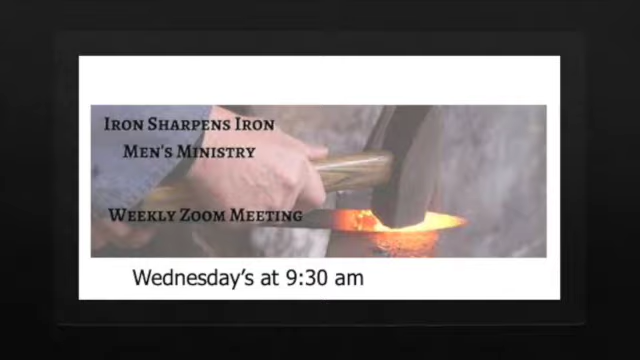 Iron Sharpens Iron
Men's Ministry
Weekly Zoom Meeting
Wednesday's at 9:30 am